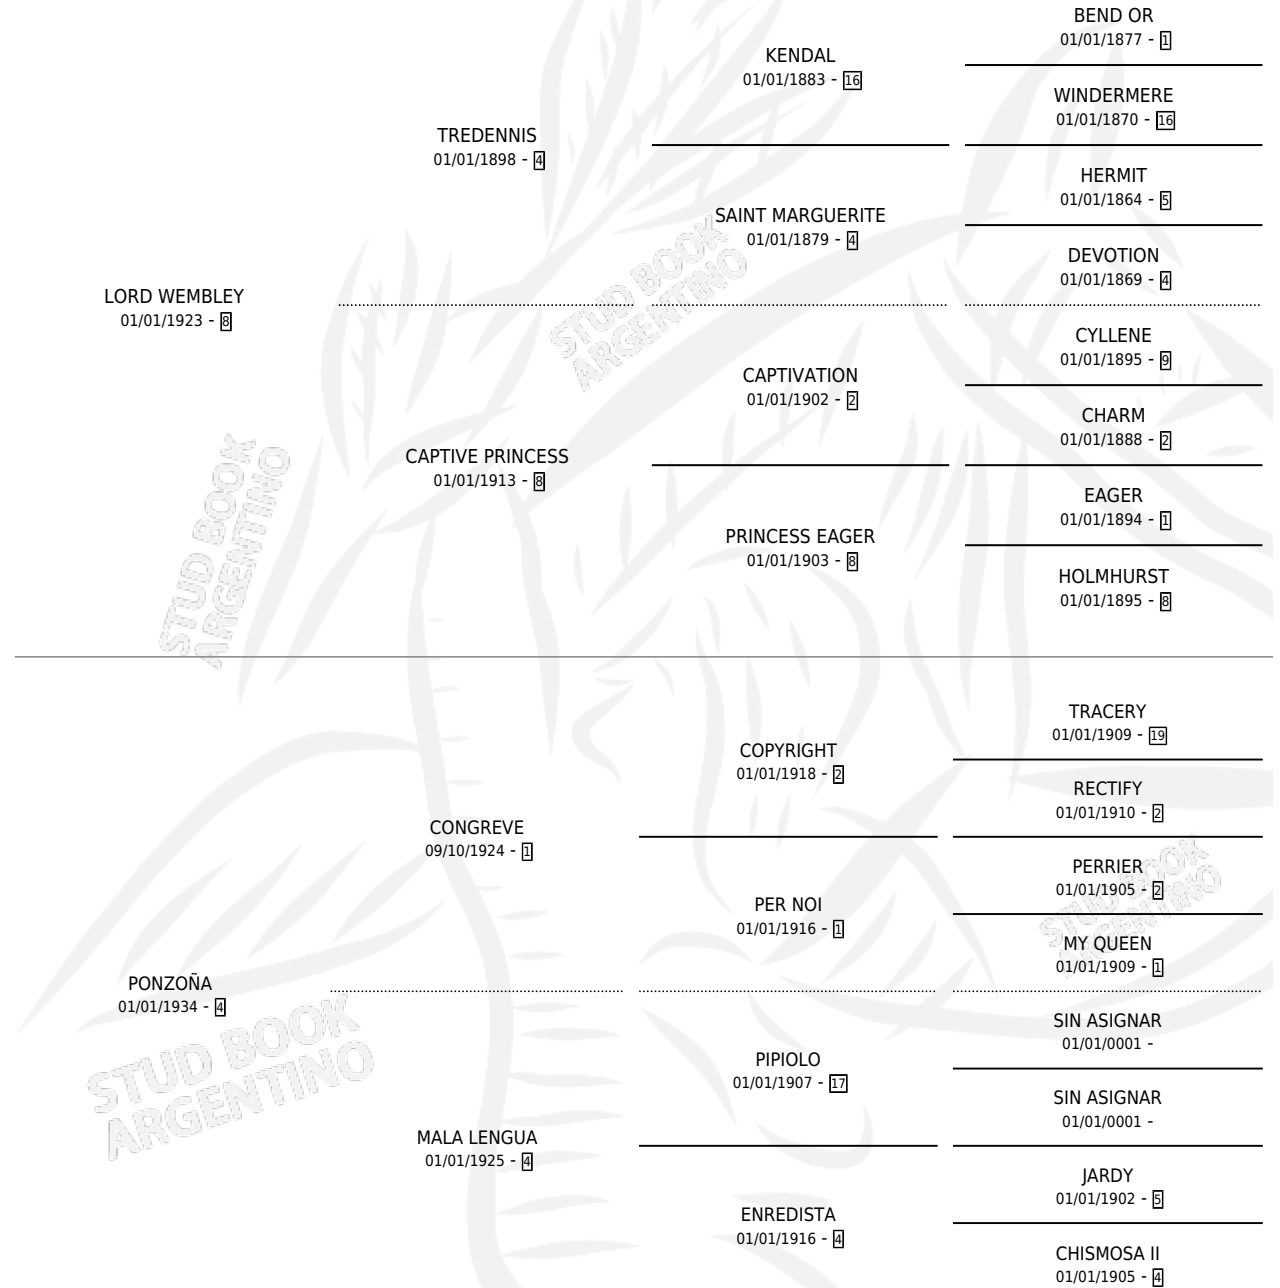 BEND OR
01/01/1877 - 1
KENDAL
01/01/1883 - 16
WINDERMERE
01/01/1870 - 16
TREDENNIS
01/01/1898 - 4
HERMIT
01/01/1864 - 5
SAINT MARGUERITE
01/01/1879 - 4
DEVOTION
01/01/1869 - 4
LORD WEMBLEY
01/01/1923 - 8
CYLLENE
01/01/1895 - 9
CAPTIVATION
01/01/1902 - 2
CHARM
01/01/1888 - 2
CAPTIVE PRINCESS
01/01/1913 - 8
EAGER
01/01/1894 - 1
PRINCESS EAGER
01/01/1903 - 8
HOLMHURST
01/01/1895 - 8
TRACERY
01/01/1909 - 19
COPYRIGHT
01/01/1918 - 2
RECTIFY
01/01/1910 - 2
CONGREVE
09/10/1924 - 1
PERRIER
01/01/1905 - 2
PER NOI
01/01/1916 - 1
MY QUEEN
01/01/1909 - 1
PONZOÑA
01/01/1934 - 4
SIN ASIGNAR
01/01/0001 -
PIPIOLO
01/01/1907 - 17
SIN ASIGNAR
01/01/0001 -
MALA LENGUA
01/01/1925 - 4
JARDY
01/01/1902 - 5
ENREDISTA
01/01/1916 - 4
CHISMOSA II
01/01/1905 - 4
STUD BOOK
ARGENTINO
STUD BOOK
ARGENTINO
STUD BOOK
ARGENTINO
STUD BOOK
ARGENTINO